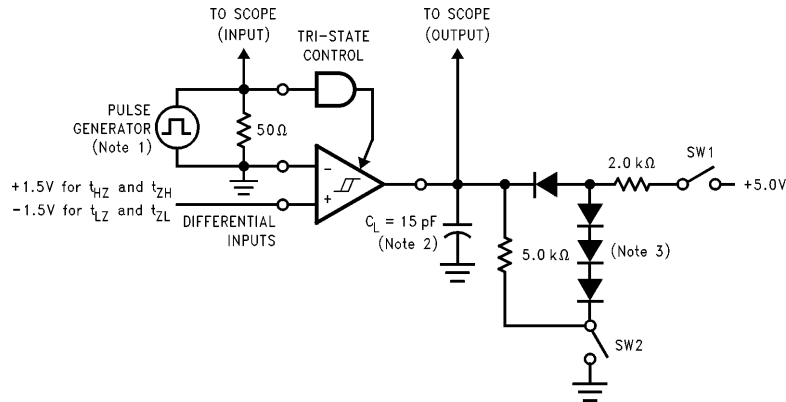 TO SCOPE
(INPUT)
TRI-STATE
CONTROL
TO SCOPE
(OUTPUT)
PULSE
GENERATOR
(Note 1)
50Ω
+1.5V for tHZ and tZH
−1.5V for tLZ and tZL
DIFFERENTIAL
INPUTS
−
+
CL = 15 pF
(Note 2)
5.0 kΩ
2.0 kΩ
SW1
+5.0V
(Note 3)
SW2